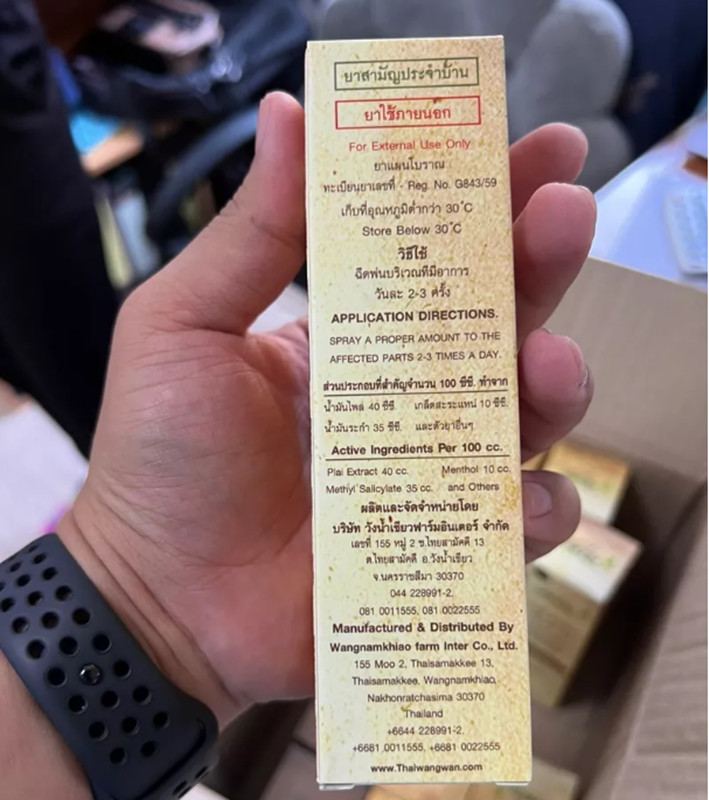 ยาสามัญประจำบ้าน
ยาใช้ภายนอก
For External Use Only
ยาแผนโบราณ
ทะเบียนยาเลขที่ - Reg. No. G843/59
เก็บที่อุณหภูมิต่ำกว่า 30°C
Store Below 30°C
วิธีใช้
ฉีดพ่นบริเวณที่มีอาการ
วันละ 2-3 ครั้ง
APPLICATION DIRECTIONS.
SPRAY A PROPER AMOUNT TO THE
AFFECTED PARTS 2-3 TIMES A DAY.
ส่วนประกอบที่สำคัญจำนวน 100 ซีซี. ทำจาก
น้ำมันไพล 40 ซีซี. เกล็ดสะระแหน่ 10 ซีซี.
น้ำมันระกำ 35 ซีซี. และตัวยาอื่นๆ
Active Ingredients Per 100 cc.
Plai Extract 40 cc. Menthol 10 cc.
Methyl Salicylate 35 cc. and Others
ผลิตและจัดจำหน่ายโดย
บริษัท วังน้ำเขียวฟาร์มอินเตอร์ จำกัด
เลขที่ 155 หมู่ 2 ซ.ไทยสามัคคี 13
ต.ไทยสามัคคี อ.วังน้ำเขียว
จ.นครราชสีมา 30370
044 228991-2,
081 0011555, 081 0022555
Manufactured & Distributed By
Wangnamkhiao farm Inter Co., Ltd.
155 Moo 2, Thaisamakkee 13,
Thaisamakkee, Wangnamkhiao,
Nakhonratchasima 30370
Thailand
+6644 228991-2,
+6681 0011555, +6681 0022555
www.Thaiwangwan.com